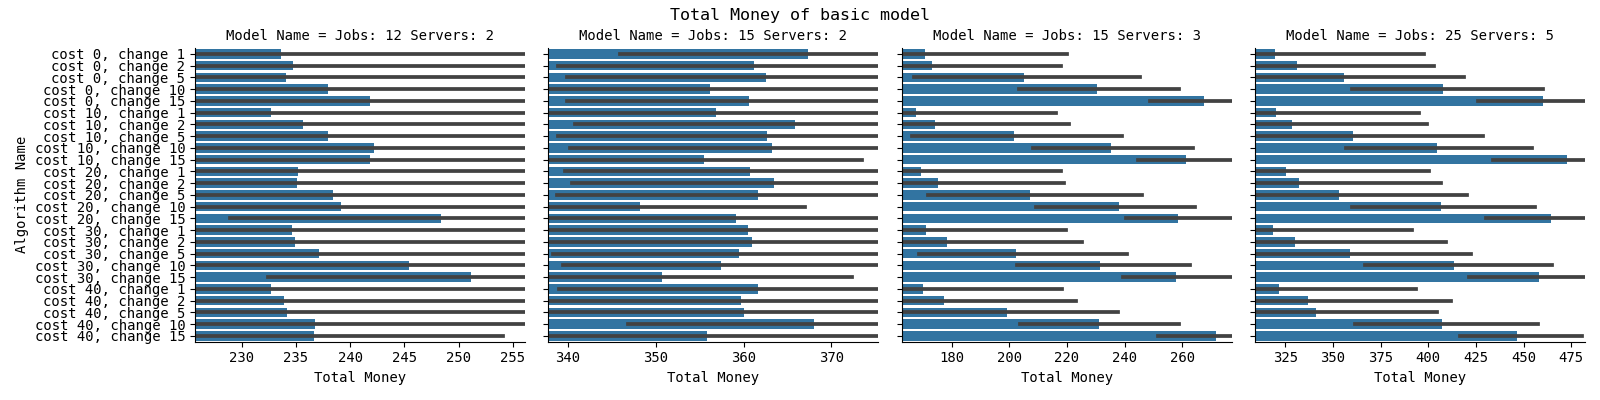 Total Money of basic model
Model Name = Jobs: 12 Servers: 2
Model Name = Jobs: 15 Servers: 2
Model Name = Jobs: 15 Servers: 3
Model Name = Jobs: 25 Servers: 5
Algorithm Name
cost 0, change 1
cost 0, change 2
cost 0, change 5
cost 0, change 10
cost 0, change 15
cost 10, change 1
cost 10, change 2
cost 10, change 5
cost 10, change 10
cost 10, change 15
cost 20, change 1
cost 20, change 2
cost 20, change 5
cost 20, change 10
cost 20, change 15
cost 30, change 1
cost 30, change 2
cost 30, change 5
cost 30, change 10
cost 30, change 15
cost 40, change 1
cost 40, change 2
cost 40, change 5
cost 40, change 10
cost 40, change 15
230 235 240 245 250 255
340 350 360 370
180 200 220 240 260
325 350 375 400 425 450 475
Total Money
Total Money
Total Money
Total Money